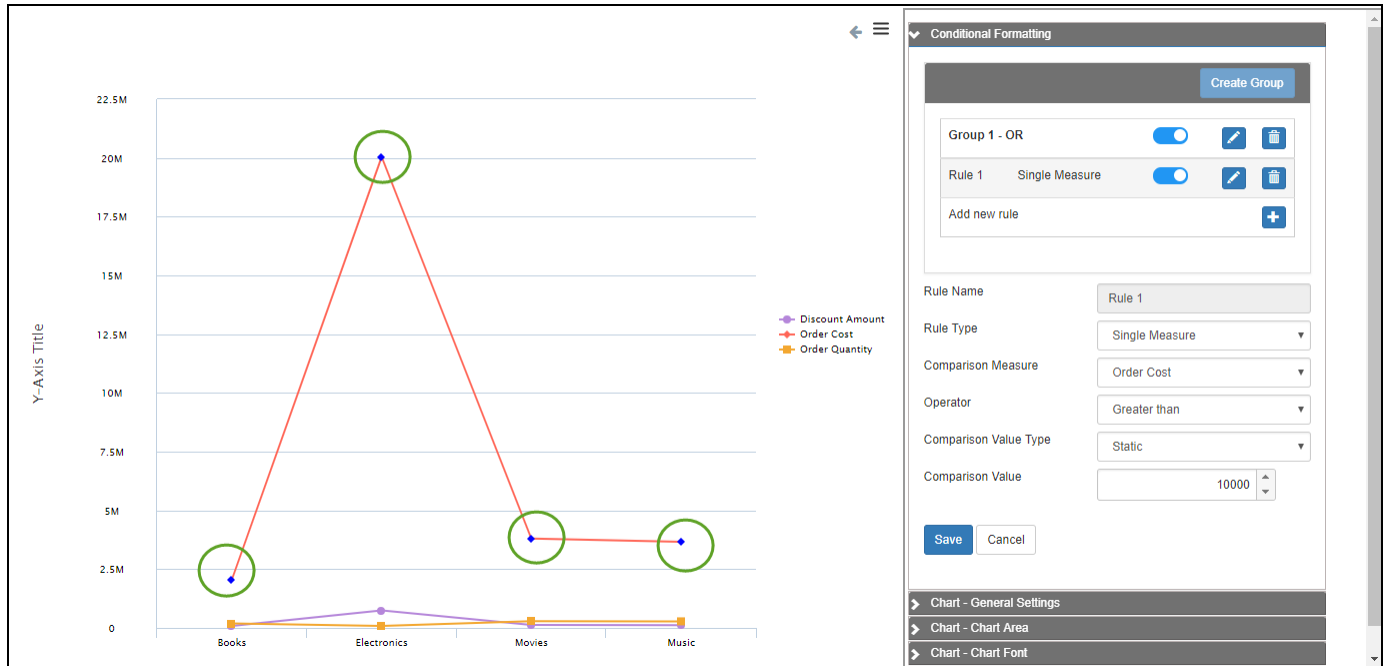 22.5M
20M
17.5M
15M
12.5M
10M
7.5M
5M
2.5M
0
Y-Axis Title
Books Electronics Movies Music
Discount Amount
Order Cost
Order Quantity
Conditional Formatting
Create Group
Group 1 - OR
Rule 1 Single Measure
Add new rule
Rule Name Rule 1
Rule Type Single Measure
Comparison Measure Order Cost
Operator Greater than
Comparison Value Type Static
Comparison Value 10000
Save Cancel
Chart - General Settings
Chart - Chart Area
Chart - Chart Font